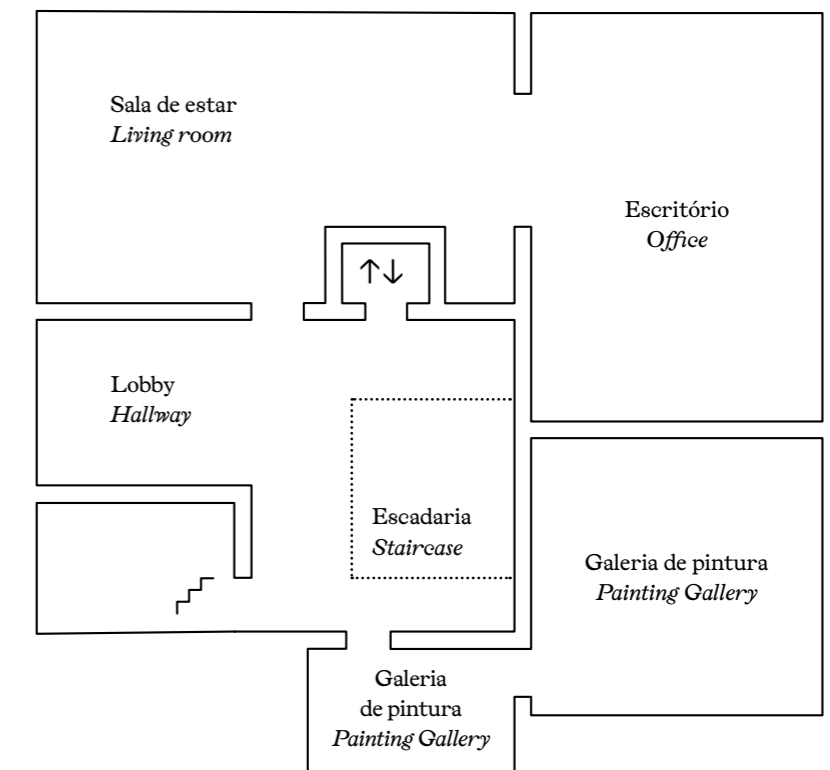 Sala de estar
Living room
Escritório
Office
Lobby
Hallway
Escadaria
Staircase
Galeria de pintura
Painting Gallery
Galeria
de pintura
Painting Gallery